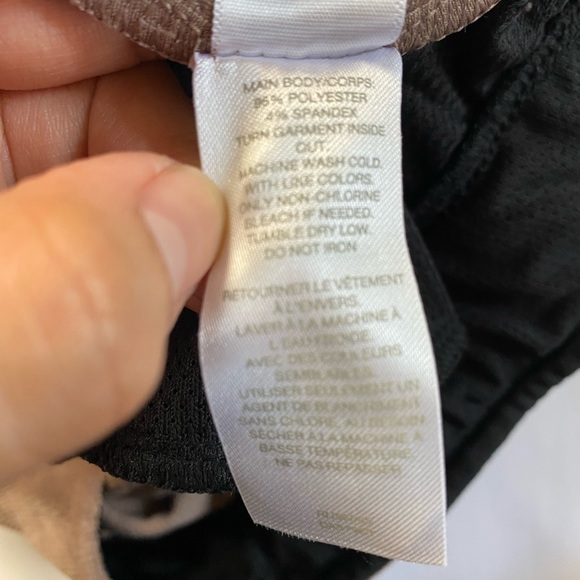 MAIN BODY/CORPS:
96% POLYESTER
4% SPANDEX
TURN GARMENT INSIDE
OUT.
MACHINE WASH COLD.
WITH LIKE COLORS.
ONLY NON-CHLORINE
BLEACH IF NEEDED.
TUMBLE DRY LOW.
DO NOT IRON
RETOURNER LE VÊTEMENT
À L'ENVERS.
LAVER À LA MACHINE À
L EAU FROIDE.
AVEC DES COULEURS
SEMBLABLES.
UTILISER SEULEMENT UN
AGENT DE BLANCHIMENT
SANS CHLORE, AU BESOIN
SÉCHER À LA MACHINE À
BASSE TEMPÉRATURE.
NE PAS REPASSER